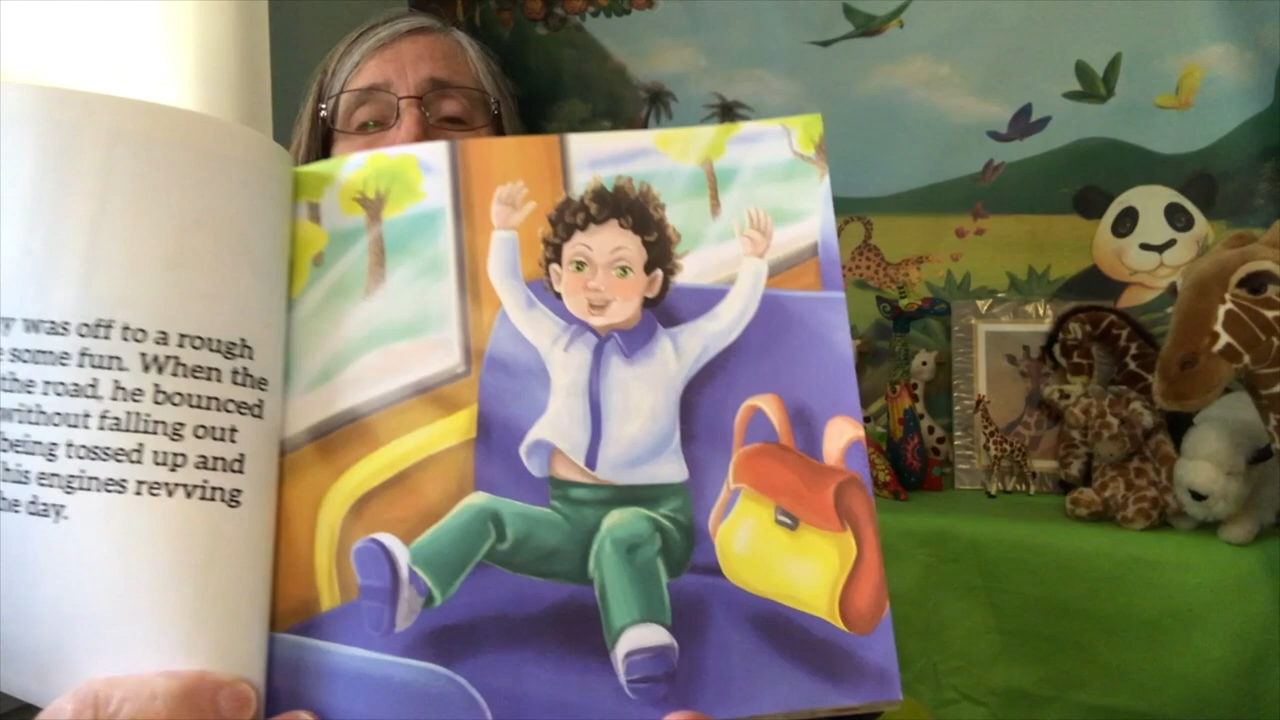 was off to a rough
some fun. When the
the road, he bounced
without falling out
being tossed up and
his engines revving
the day.